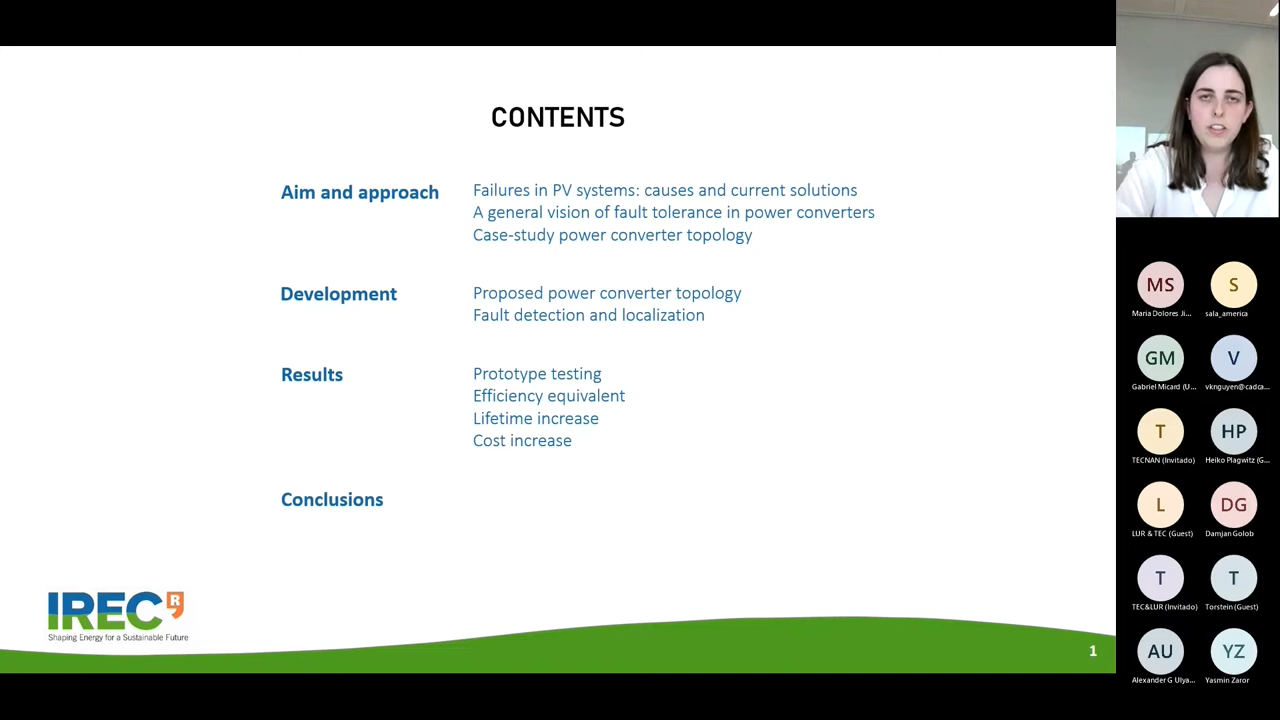 CONTENTS
Aim and approach
Failures in PV systems: causes and current solutions
A general vision of fault tolerance in power converters
Case-study power converter topology
Development
Proposed power converter topology
Fault detection and localization
Results
Prototype testing
Efficiency equivalent
Lifetime increase
Cost increase
Conclusions
IREC R
Shaping Energy for a Sustainable Future
1
MS
S
Maria Dolores Ji...
sala_america
GM
V
Gabriel Micard (U...
vknguyen@cadca...
T
HP
TECNAN (Invitado)
Heiko Plagwitz (G...
L
DG
LUR & TEC (Guest)
Damjan Golob
T
T
TEC&LUR (Invitado)
Torstein (Guest)
AU
YZ
Alexander G Ulya...
Yasmin Zaror